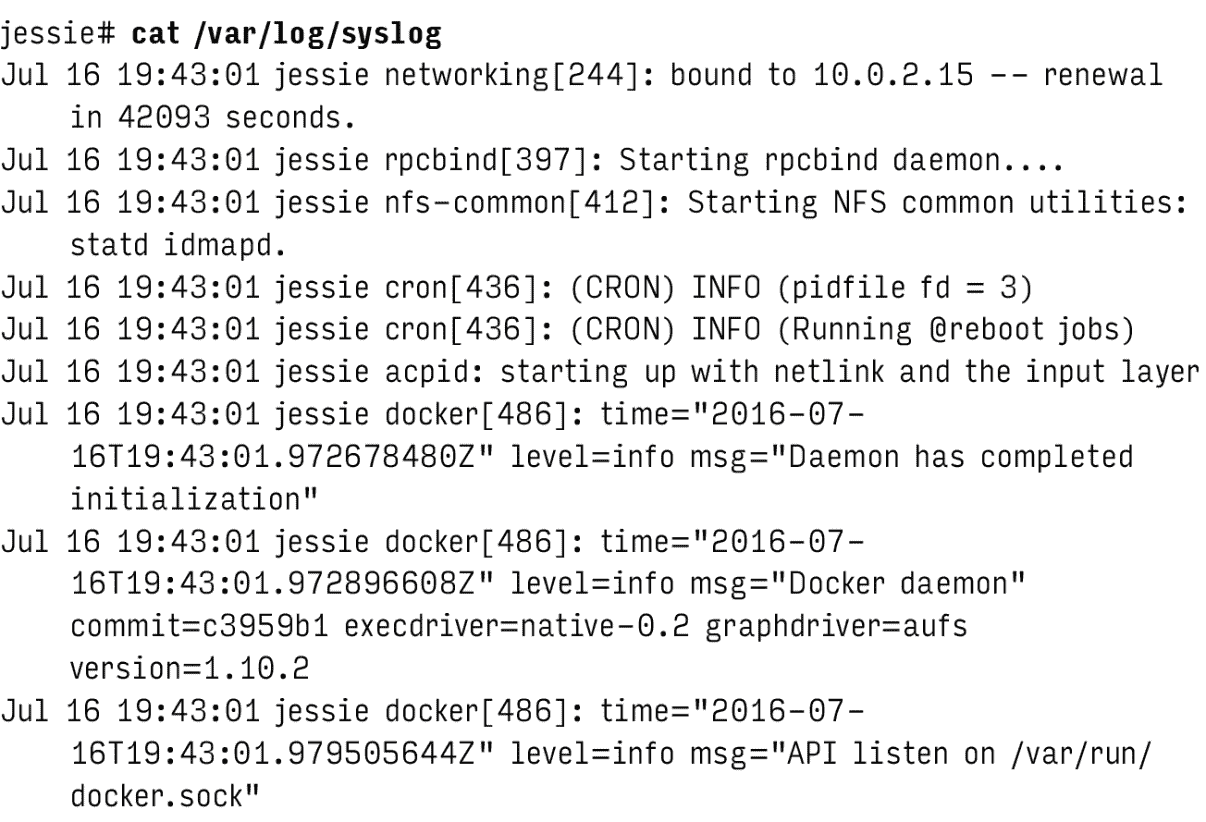 jessie# cat /var/log/syslog
Jul 16 19:43:01 jessie networking[244]: bound to 10.0.2.15 -- renewal
in 42093 seconds.
Jul 16 19:43:01 jessie rpcbind[397]: Starting rpcbind daemon....
Jul 16 19:43:01 jessie nfs-common[412]: Starting NFS common utilities:
statd idmapd.
Jul 16 19:43:01 jessie cron[436]: (CRON) INFO (pidfile fd = 3)
Jul 16 19:43:01 jessie cron[436]: (CRON) INFO (Running @reboot jobs)
Jul 16 19:43:01 jessie acpid: starting up with netlink and the input layer
Jul 16 19:43:01 jessie docker[486]: time="2016-07-
16T19:43:01.972678480Z" level=info msg="Daemon has completed
initialization"
Jul 16 19:43:01 jessie docker[486]: time="2016-07-
16T19:43:01.972896608Z" level=info msg="Docker daemon"
commit=c3959b1 execdriver=native-0.2 graphdriver=aufs
version=1.10.2
Jul 16 19:43:01 jessie docker[486]: time="2016-07-
16T19:43:01.979505644Z" level=info msg="API listen on /var/run/
docker.sock"